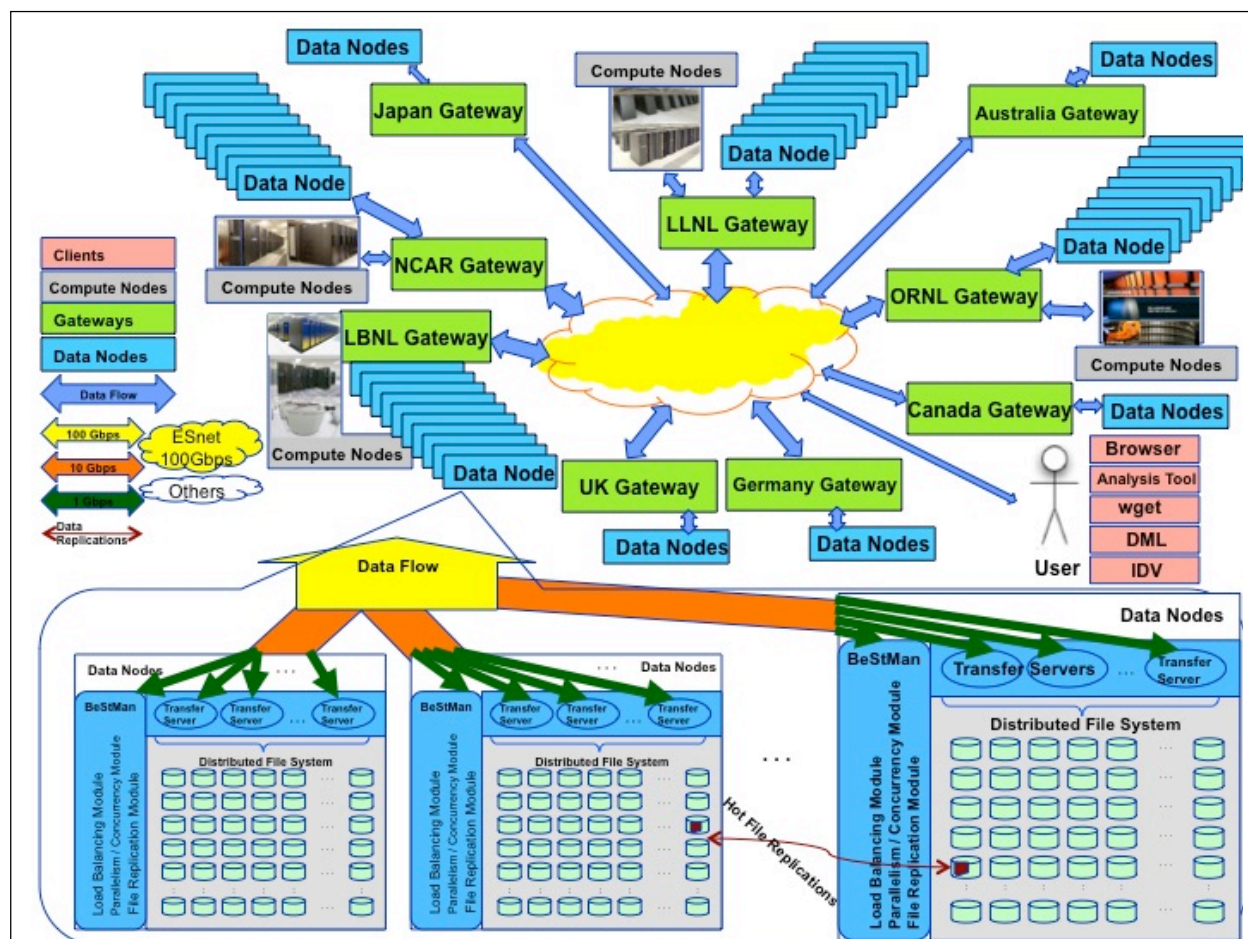 Data Nodes
Compute Nodes
Data Nodes
Japan Gateway
Australia Gateway
Data Node
Data Node
LLNL Gateway
Data Node
NCAR Gateway
Compute Nodes
ORNL Gateway
Compute Nodes
LBNL Gateway
Compute Nodes
Data Node
Canada Gateway
Data Nodes
UK Gateway
Data Nodes
Germany Gateway
Data Nodes
Clients
Compute Nodes
Gateways
Data Nodes
Data Flow
100 Gbps
ESnet
100Gbps
10 Gbps
1 Gbps
Others
Data
Replications
User
Browser
Analysis Tool
wget
DML
IDV
Data Flow
Data Nodes
...
BeStMan
Load Balancing Module
Parallelism / Concurrency Module
File Replication Module
Transfer
Server
Transfer
Server
...
Transfer
Server
Distributed File System
...
Data Nodes
BeStMan
Load Balancing Module
Parallelism / Concurrency Module
File Replication Module
Transfer
Server
Transfer
Server
...
Transfer
Server
Distributed File System
...
Hot File Replications
Data Nodes
BeStMan
Load Balancing Module
Parallelism / Concurrency Module
File Replication Module
Transfer Servers
...
Transfer
Server
Distributed File System